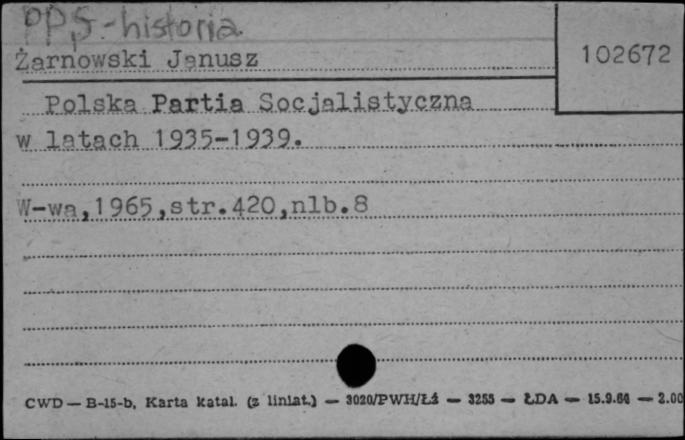 PPS - historia
Żarnowski Janusz
102672
Polska Partia Socjalistyczna
w latach 1935-1939.
W-wa,1965,str.420,nlb.8
CWD — B-15-b, Karta katal. (z liniat.) — 3020/PWH/Łź — 3255 — ŁDA — 15.9.64 — 2.00